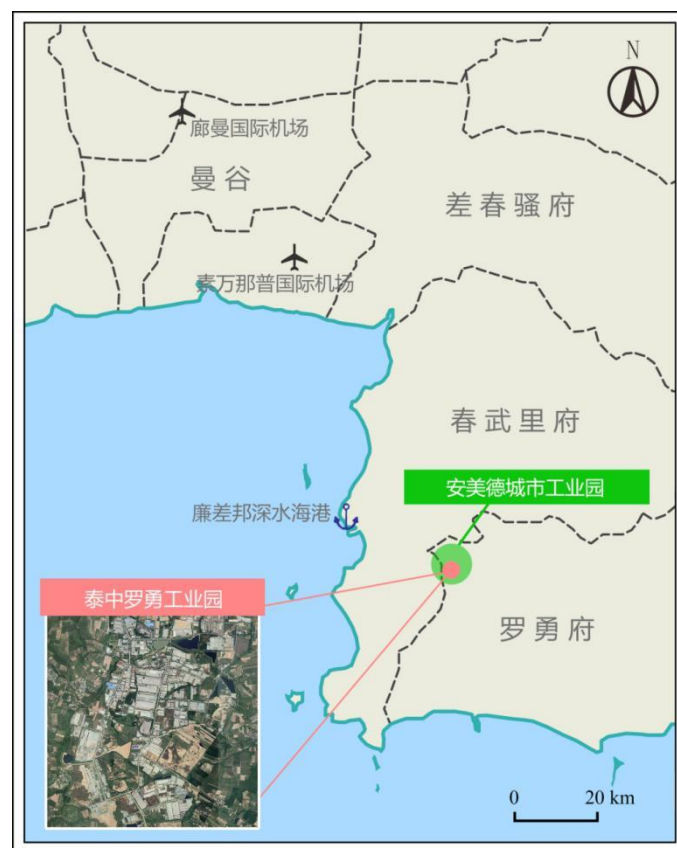 N
廊曼国际机场
曼谷
差春骚府
素万那普国际机场
春武里府
安美德城市工业园
廉差邦深水海港
泰中罗勇工业园
罗勇府
0 20 km